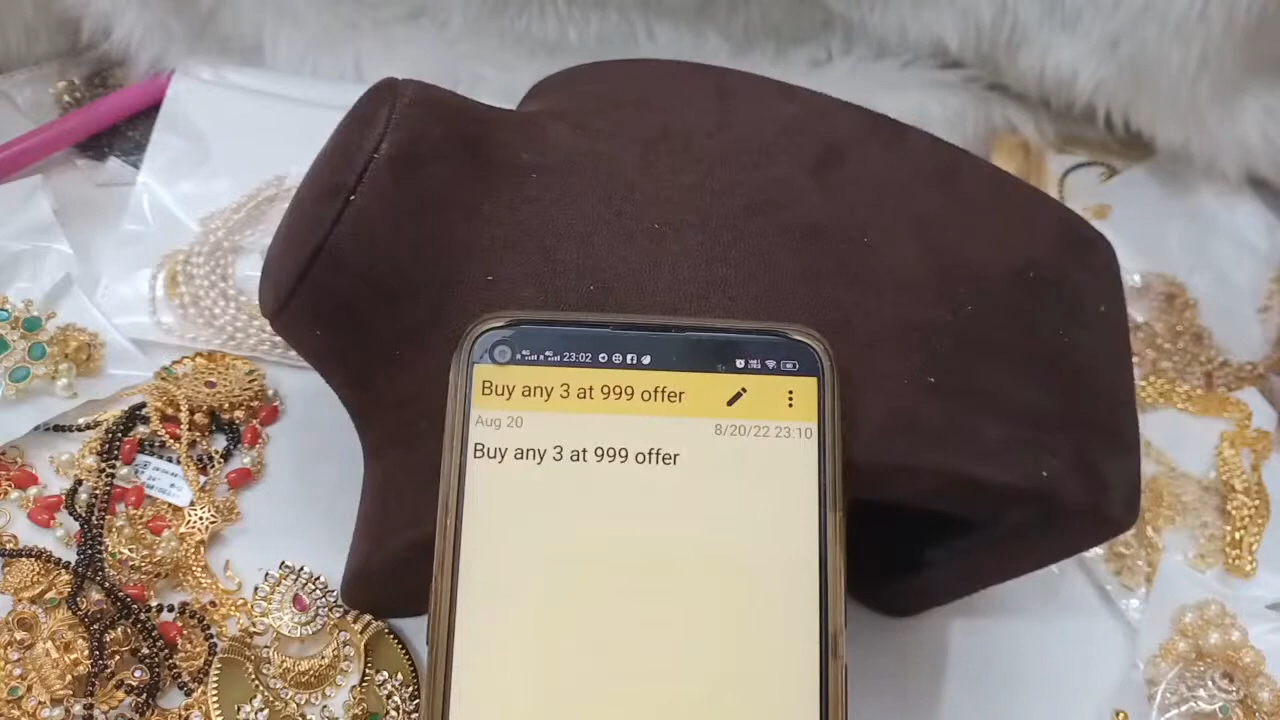 23:02
Buy any 3 at 999 offer
Aug 20
8/20/22 23:10
Buy any 3 at 999 offer